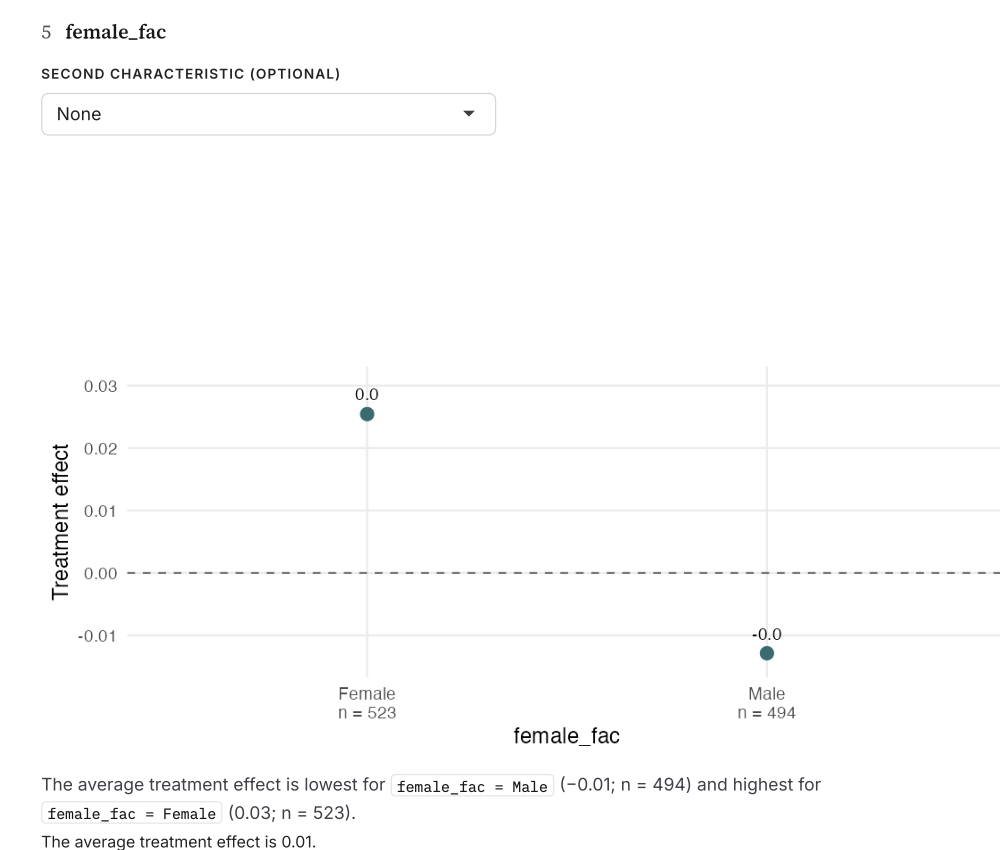 5 female_fac
SECOND CHARACTERISTIC (OPTIONAL)
None
0.03
0.0
0.02
0.01
0.00
-0.01
-0.0
Treatment effect
Female
n = 523
Male
n = 494
female_fac
The average treatment effect is lowest for female_fac = Male (−0.01; n = 494) and highest for
female_fac = Female (0.03; n = 523).
The average treatment effect is 0.01.